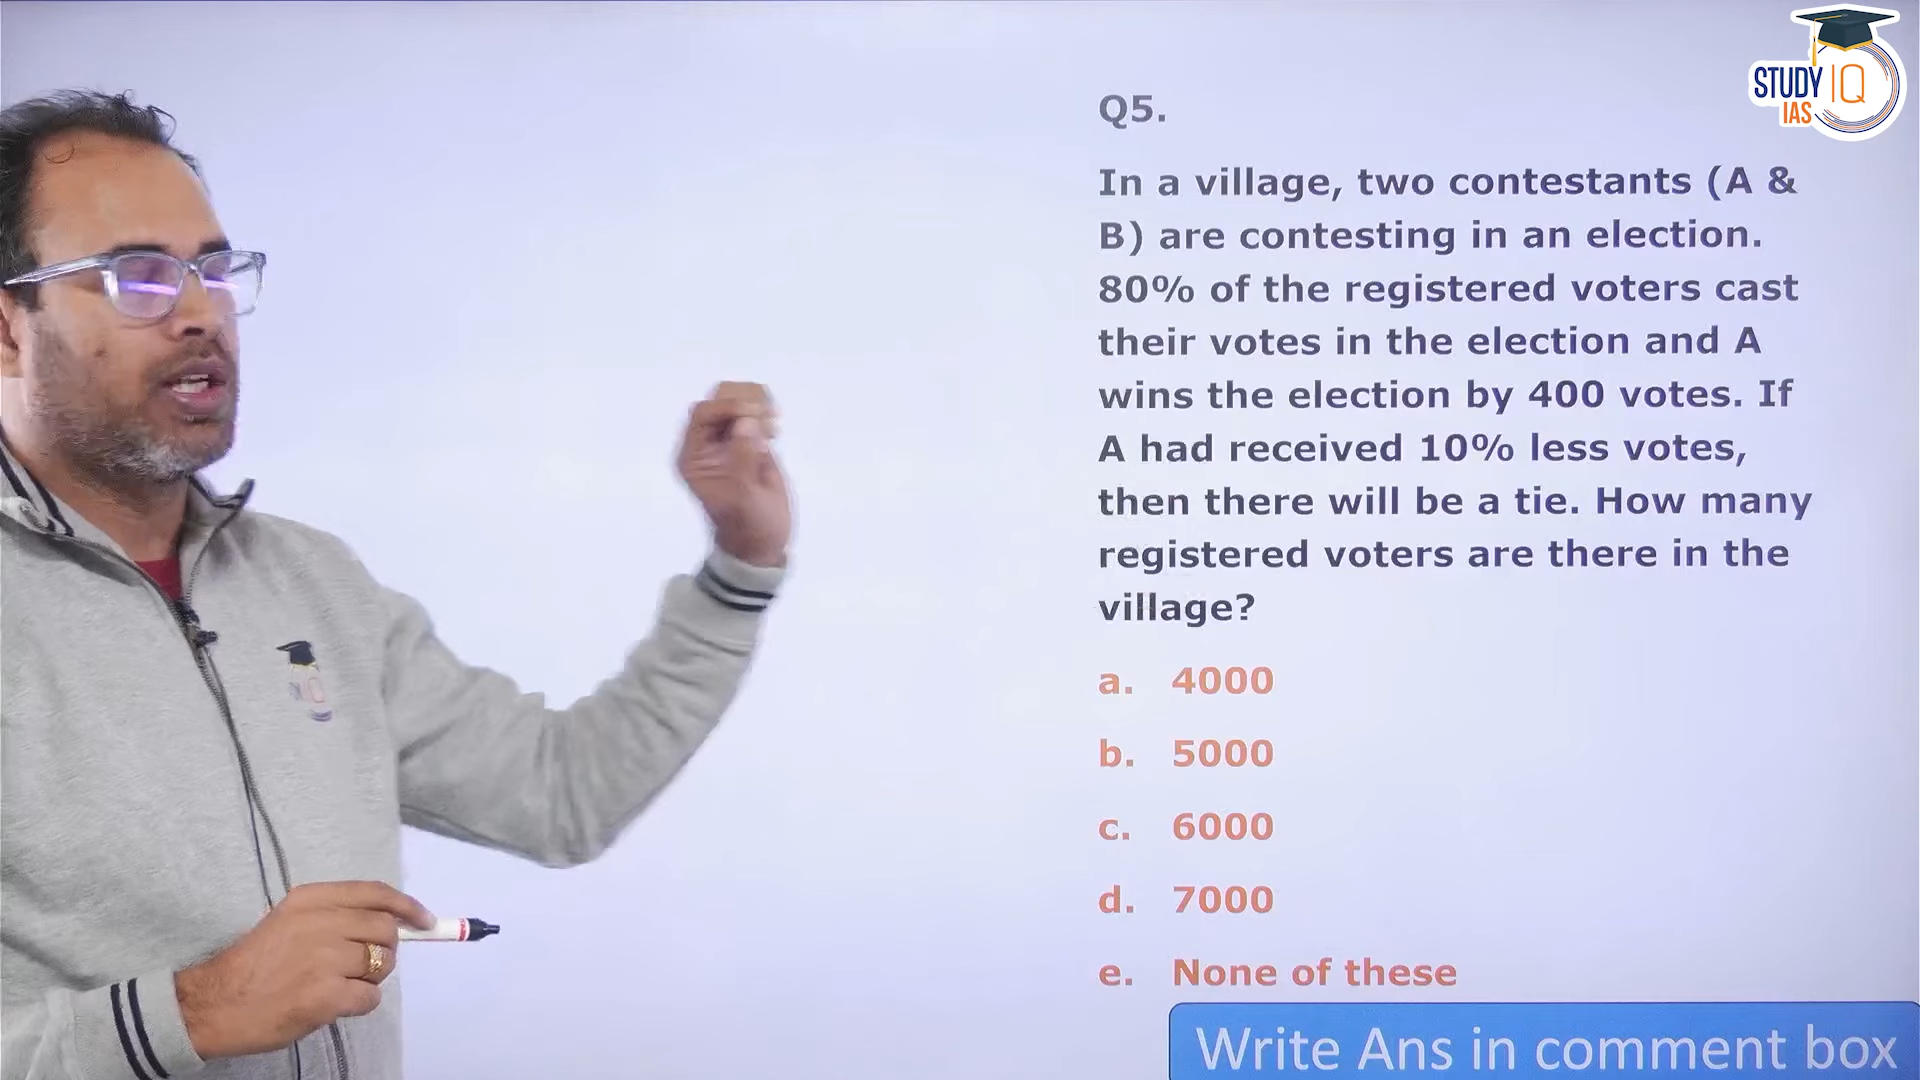 STUDY IQ
IAS
Q5.
In a village, two contestants (A &
B) are contesting in an election.
80% of the registered voters cast
their votes in the election and A
wins the election by 400 votes. If
A had received 10% less votes,
then there will be a tie. How many
registered voters are there in the
village?
a. 4000
b. 5000
c. 6000
d. 7000
e. None of these
Write Ans in comment box